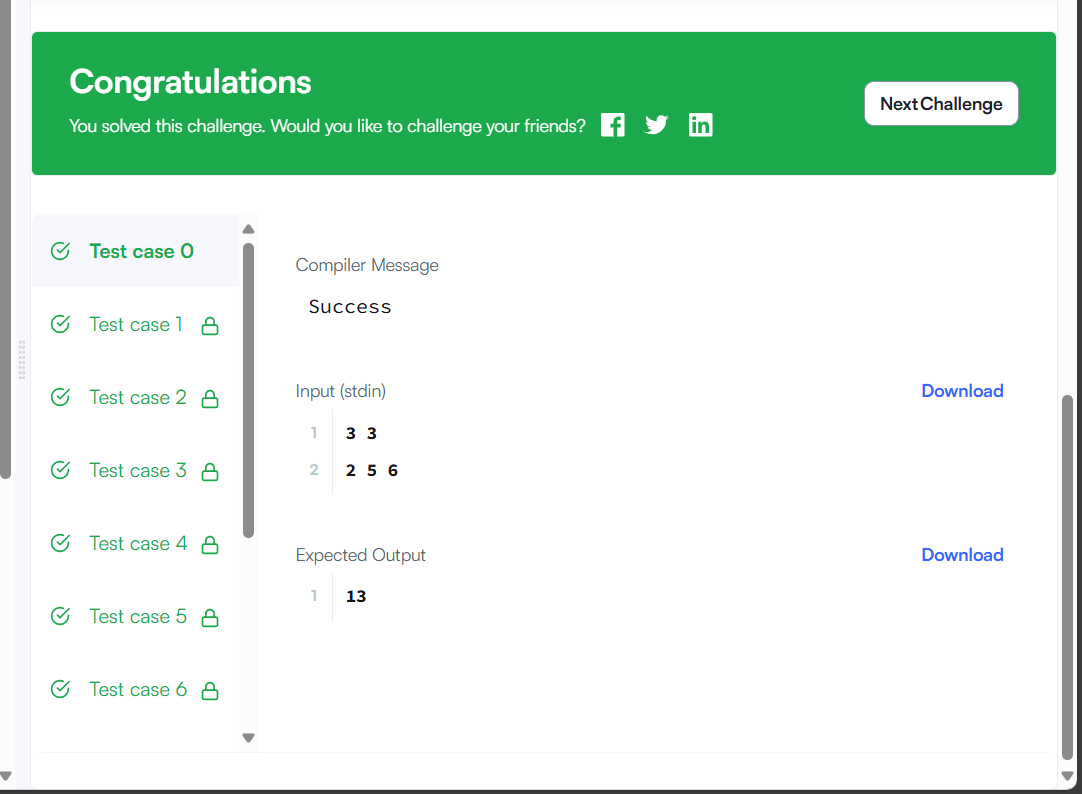 Congratulations
You solved this challenge. Would you like to challenge your friends?
Next Challenge
Test case 0
Test case 1
Test case 2
Test case 3
Test case 4
Test case 5
Test case 6
Compiler Message
Success
Input (stdin)
Download
1 3 3
2 2 5 6
Expected Output
Download
1 13